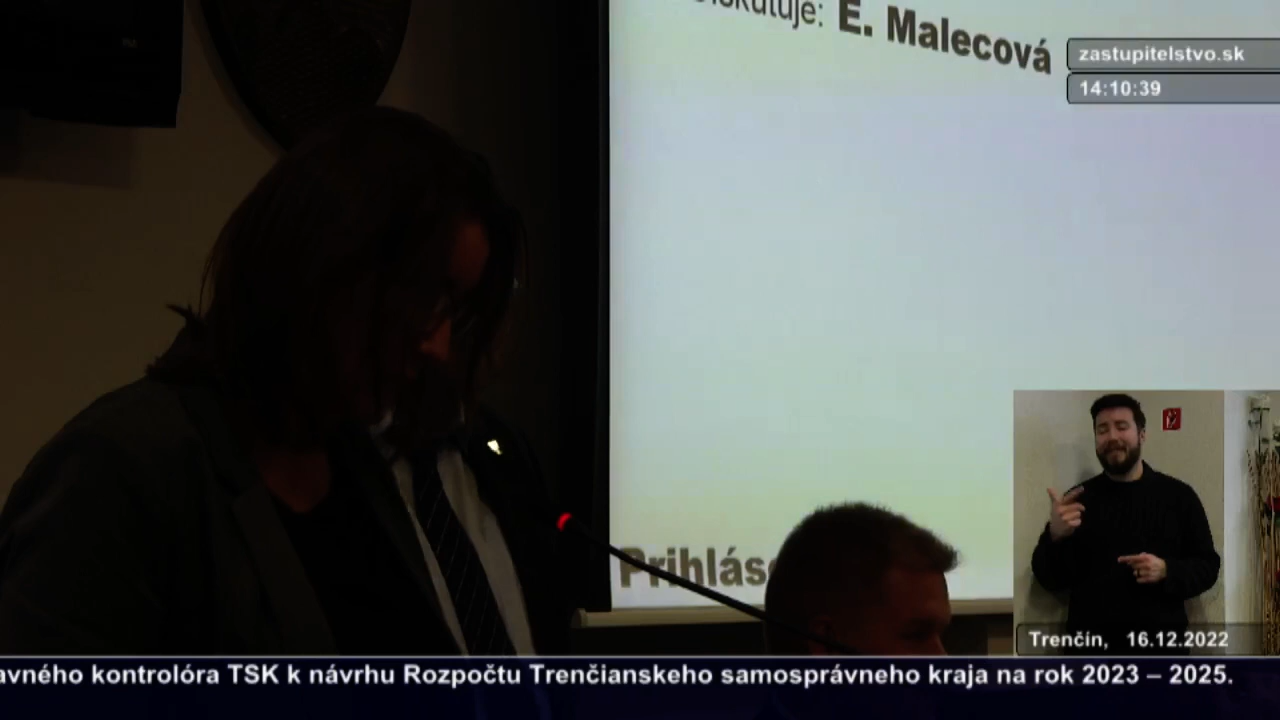 E. Malecová
zastupitelstvo.sk
14:10:39
Trenčín, 16.12.2022
kontrolóra TSK k návrhu Rozpočtu Trenčianskeho samosprávneho kraja na rok 2023 – 2025.